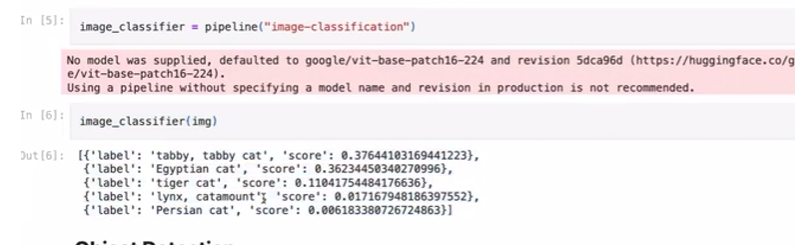 In [5]: image_classifier = pipeline("image-classification")
No model was supplied, defaulted to google/vit-base-patch16-224 and revision 5dca96d (https://huggingface.co/g
e/vit-base-patch16-224).
Using a pipeline without specifying a model name and revision in production is not recommended.
In [6]: image_classifier(img)
Out[6]: [{'label': 'tabby, tabby cat', 'score': 0.37644103169441223},
{'label': 'Egyptian cat', 'score': 0.36234450340270996},
{'label': 'tiger cat', 'score': 0.11041754484176636},
{'label': 'lynx, catamount', 'score': 0.017167948186397552},
{'label': 'Persian cat', 'score': 0.006183380726724863}]
Object Detection